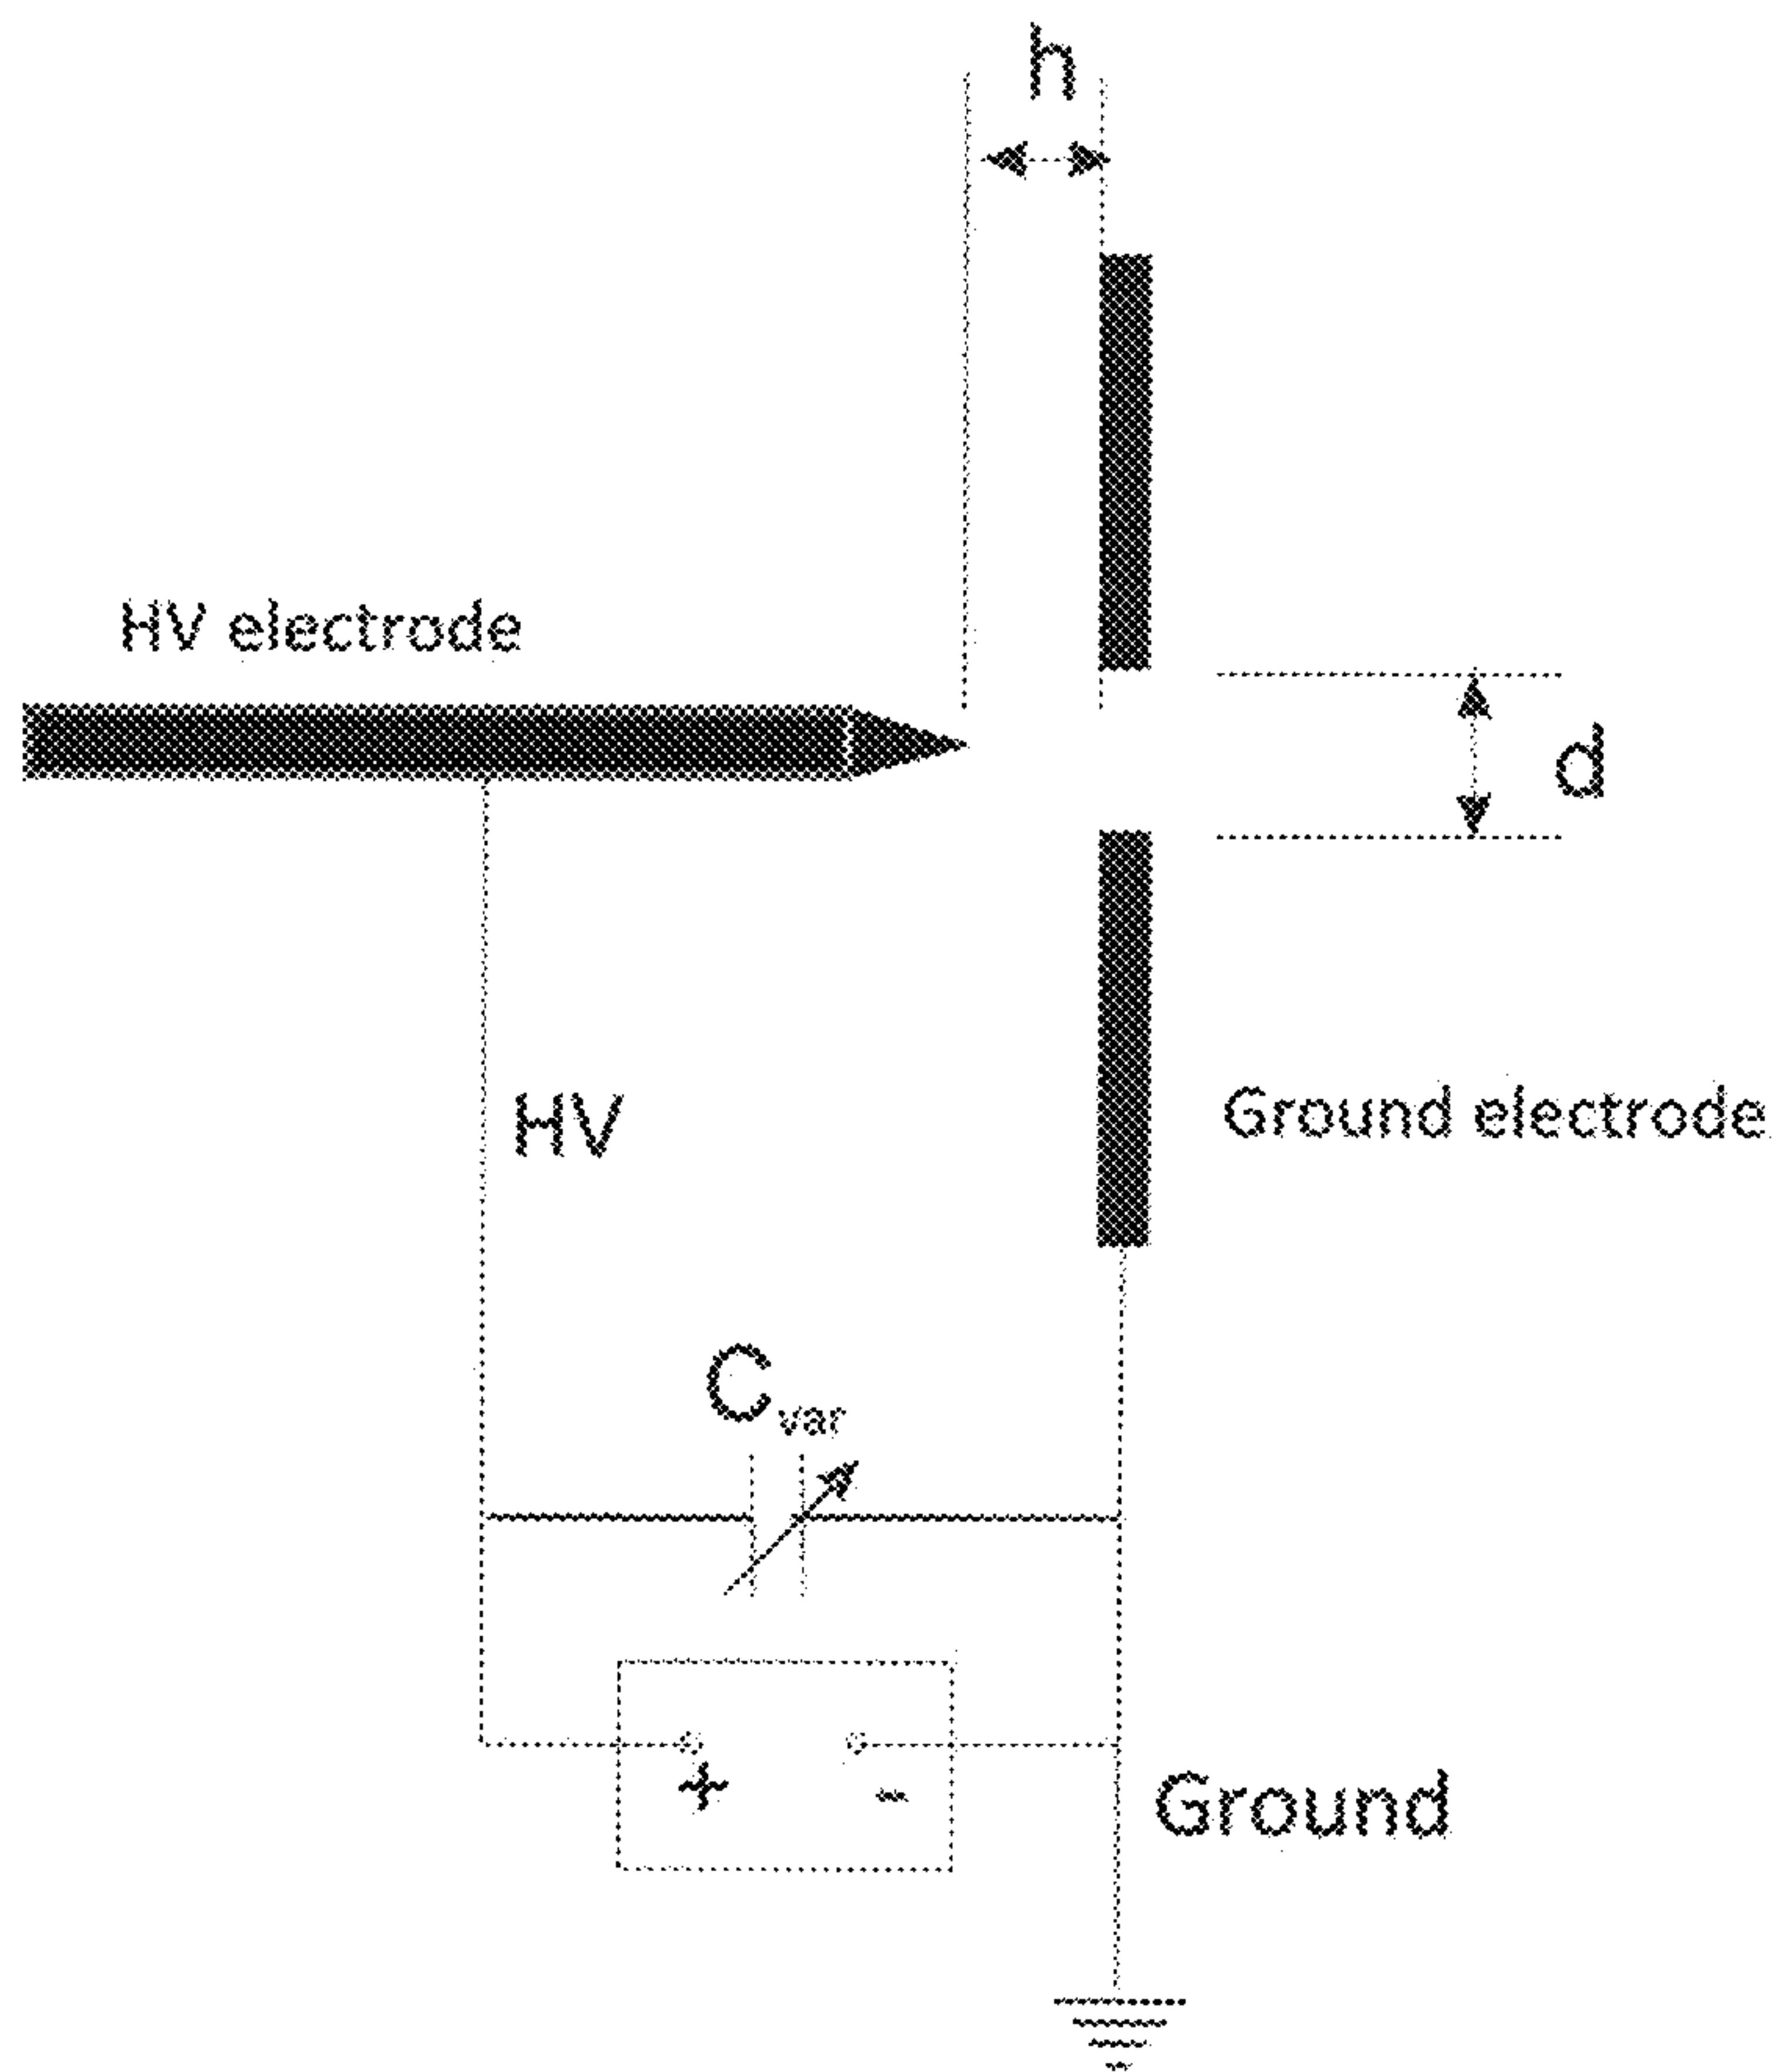 h
HV electrode
d
HV
Ground electrode
Cvar
+ -
Ground